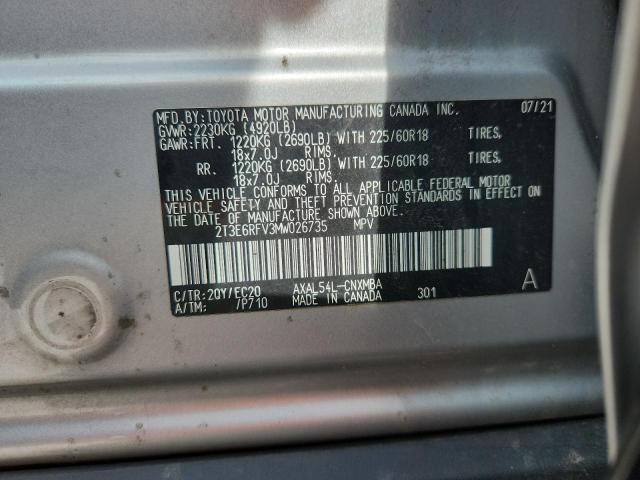 MFD.BY:TOYOTA MOTOR MANUFACTURING CANADA INC. 07/21
GVWR:2230KG (4920LB)
GAWR:FRT. 1220KG (2690LB) WITH 225/60R18 TIRES,
18x7.0J RIMS.
RR. 1220KG (2690LB) WITH 225/60R18 TIRES,
18x7.0J RIMS.
THIS VEHICLE CONFORMS TO ALL APPLICABLE FEDERAL MOTOR
VEHICLE SAFETY AND THEFT PREVENTION STANDARDS IN EFFECT ON
THE DATE OF MANUFACTURE SHOWN ABOVE.
2T3E6RFV3MW026735 MPV
C/TR:2QY/EC20 AXAL54L-CNXMBA
A/TM: 7P710 MADE IN CANADA 301 A